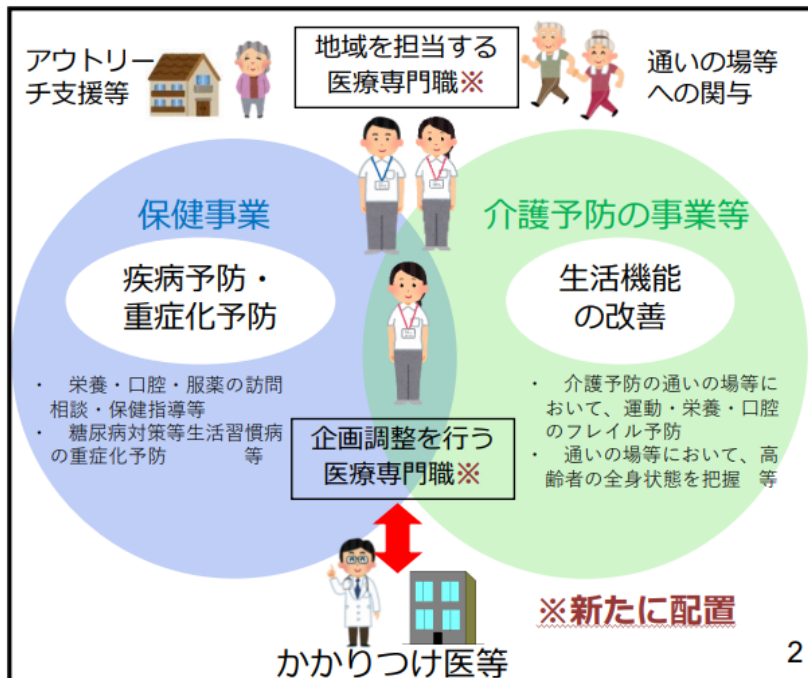 アウトリー
チ支援等
地域を担当する
医療専門職※
通いの場等
への関与
保健事業
疾病予防・
重症化予防
・　栄養・口腔・服薬の訪問
相談・保健指導等
・　糖尿病対策等生活習慣病
の重症化予防　　　等
介護予防の事業等
生活機能
の改善
・　介護予防の通いの場等に
おいて、運動・栄養・口腔
のフレイル予防
・　通いの場等において、高
齢者の全身状態を把握　等
企画調整を行う
医療専門職※
かかりつけ医等
※新たに配置
2